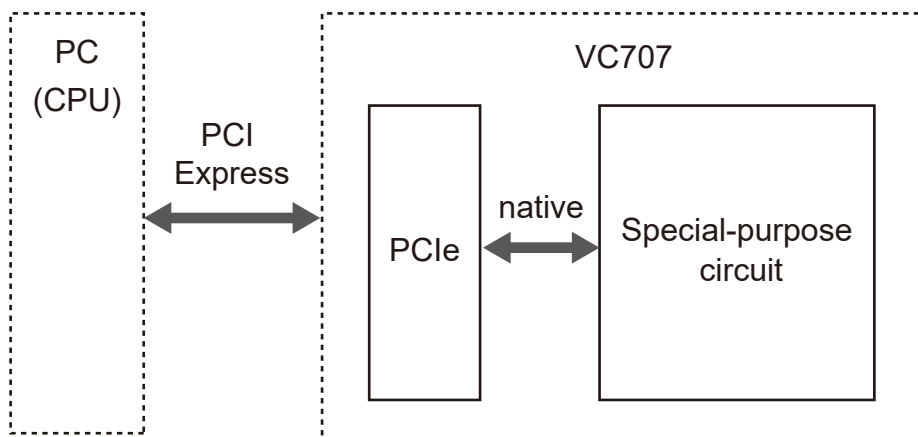 PC
(CPU)
PCI
Express
VC707
PCIe
native
Special-purpose
circuit